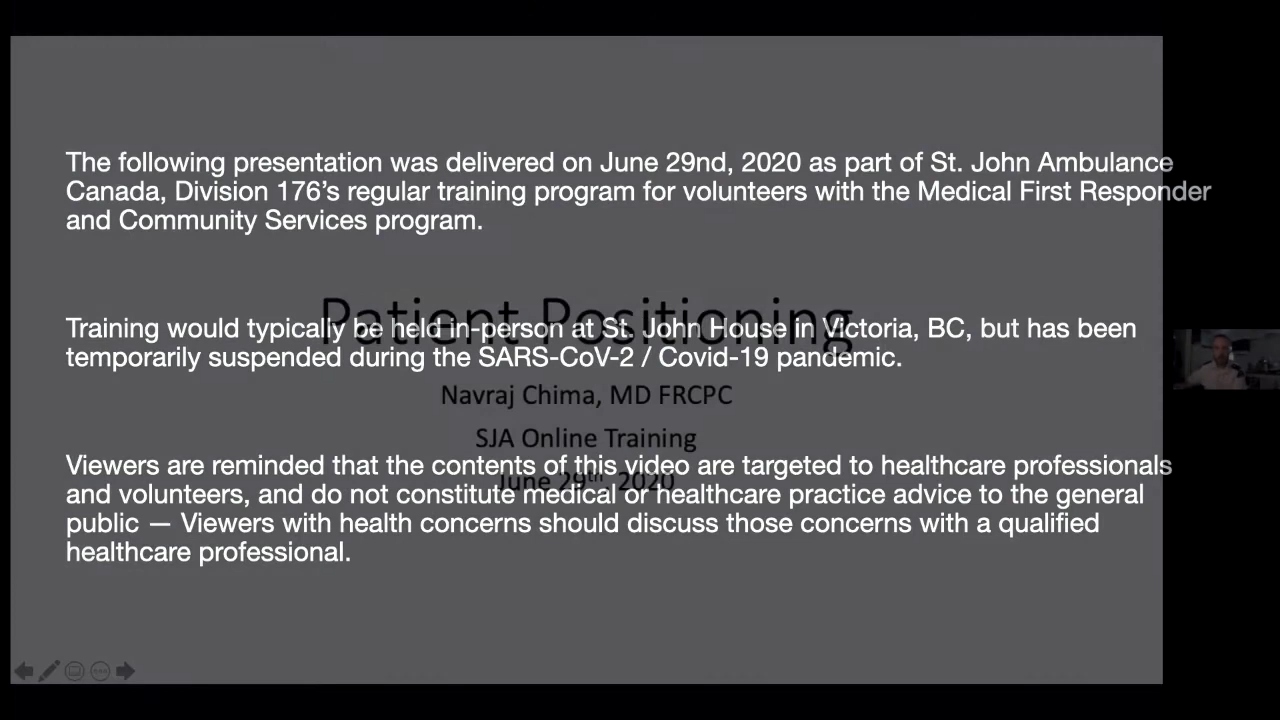 The following presentation was delivered on June 29nd, 2020 as part of St. John Ambulance
Canada, Division 176’s regular training program for volunteers with the Medical First Responder
and Community Services program.
Patient Positioning
Training would typically be held in-person at St. John House in Victoria, BC, but has been
temporarily suspended during the SARS-CoV-2 / Covid-19 pandemic.
Navraj Chima, MD FRCPC
SJA Online Training
Viewers are reminded that the contents of this video are targeted to healthcare professionals
June 29th, 2020
and volunteers, and do not constitute medical or healthcare practice advice to the general
public — Viewers with health concerns should discuss those concerns with a qualified
healthcare professional.